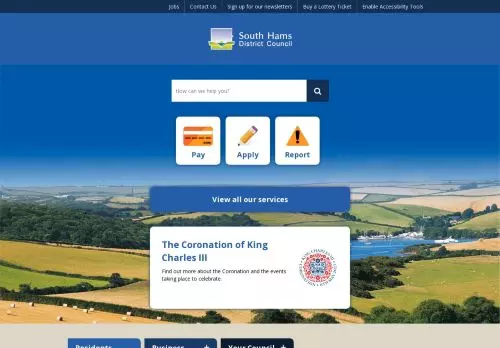 Jobs
Contact Us
Sign up for our newsletters
Buy a Lottery Ticket
Enable Accessibility Tools
South Hams
District Council
How can we help you?
Pay
Apply
Report
View all our services
The Coronation of King
Charles III
Find out more about the Coronation and the events
taking place to celebrate.
Residents
Business +
Your Council +